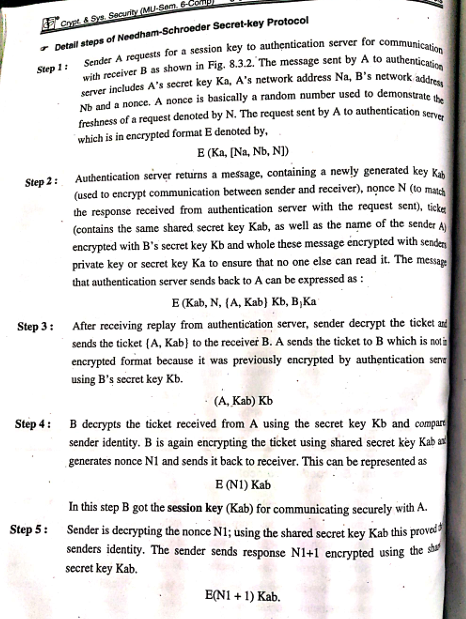 Crypt. & Sys. Security (MU-Sem. 6-Comp)
☞ Detail steps of Needham-Schroeder Secret-key Protocol
Step 1 : Sender A requests for a session key to authentication server for communication
with receiver B as shown in Fig. 8.3.2. The message sent by A to authentication
server includes A's secret key Ka, A's network address Na, B's network address
Nb and a nonce. A nonce is basically a random number used to demonstrate the
freshness of a request denoted by N. The request sent by A to authentication server
which is in encrypted format E denoted by,
E (Ka, [Na, Nb, N])
Step 2 : Authentication server returns a message, containing a newly generated key Kab
(used to encrypt communication between sender and receiver), nonce N (to match
the response received from authentication server with the request sent), ticket
(contains the same shared secret key Kab, as well as the name of the sender A)
encrypted with B's secret key Kb and whole these message encrypted with senders
private key or secret key Ka to ensure that no one else can read it. The message
that authentication server sends back to A can be expressed as :
E (Kab, N, {A, Kab} Kb, B}Ka
Step 3 : After receiving replay from authentication server, sender decrypt the ticket and
sends the ticket {A, Kab} to the receiver B. A sends the ticket to B which is not in
encrypted format because it was previously encrypted by authentication serve
using B's secret key Kb.
(A, Kab) Kb
Step 4 : B decrypts the ticket received from A using the secret key Kb and compare
sender identity. B is again encrypting the ticket using shared secret key Kab and
generates nonce N1 and sends it back to receiver. This can be represented as
E (N1) Kab
In this step B got the session key (Kab) for communicating securely with A.
Step 5 : Sender is decrypting the nonce N1; using the shared secret key Kab this proved
senders identity. The sender sends response N1+1 encrypted using the
secret key Kab.
E(N1 + 1) Kab.